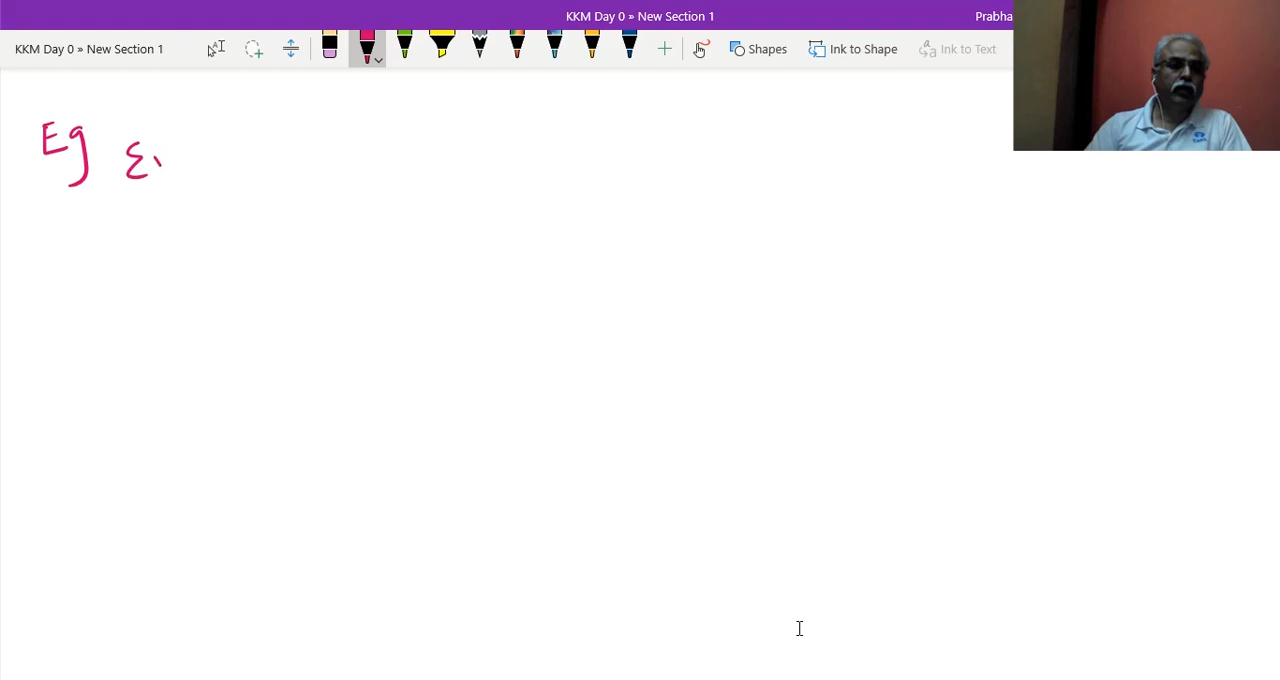 KKM Day 0 » New Section 1
Prabha
KKM Day 0 » New Section 1
Shapes
Ink to Shape
Ink to Text
Eg